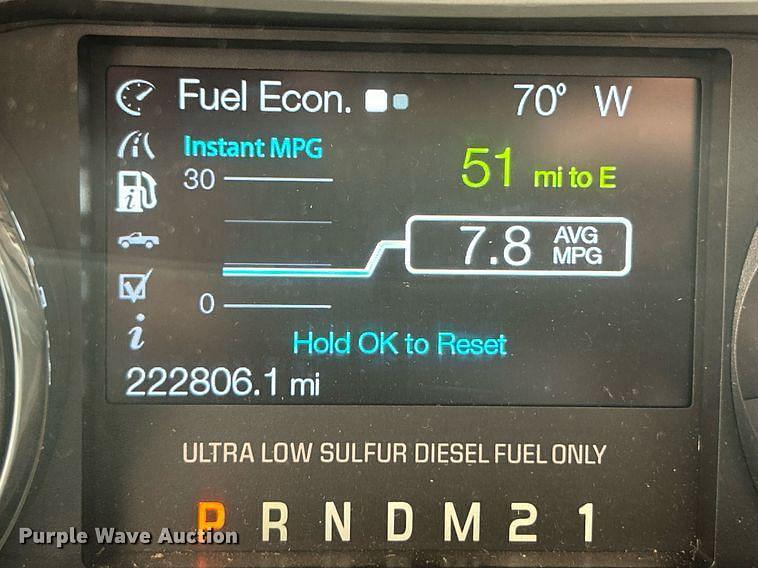 Fuel Econ. 70° W
Instant MPG
51 mi to E
30
7.8 AVG MPG
0
Hold OK to Reset
222806.1 mi
ULTRA LOW SULFUR DIESEL FUEL ONLY
P R N D M 2 1
Purple Wave Auction